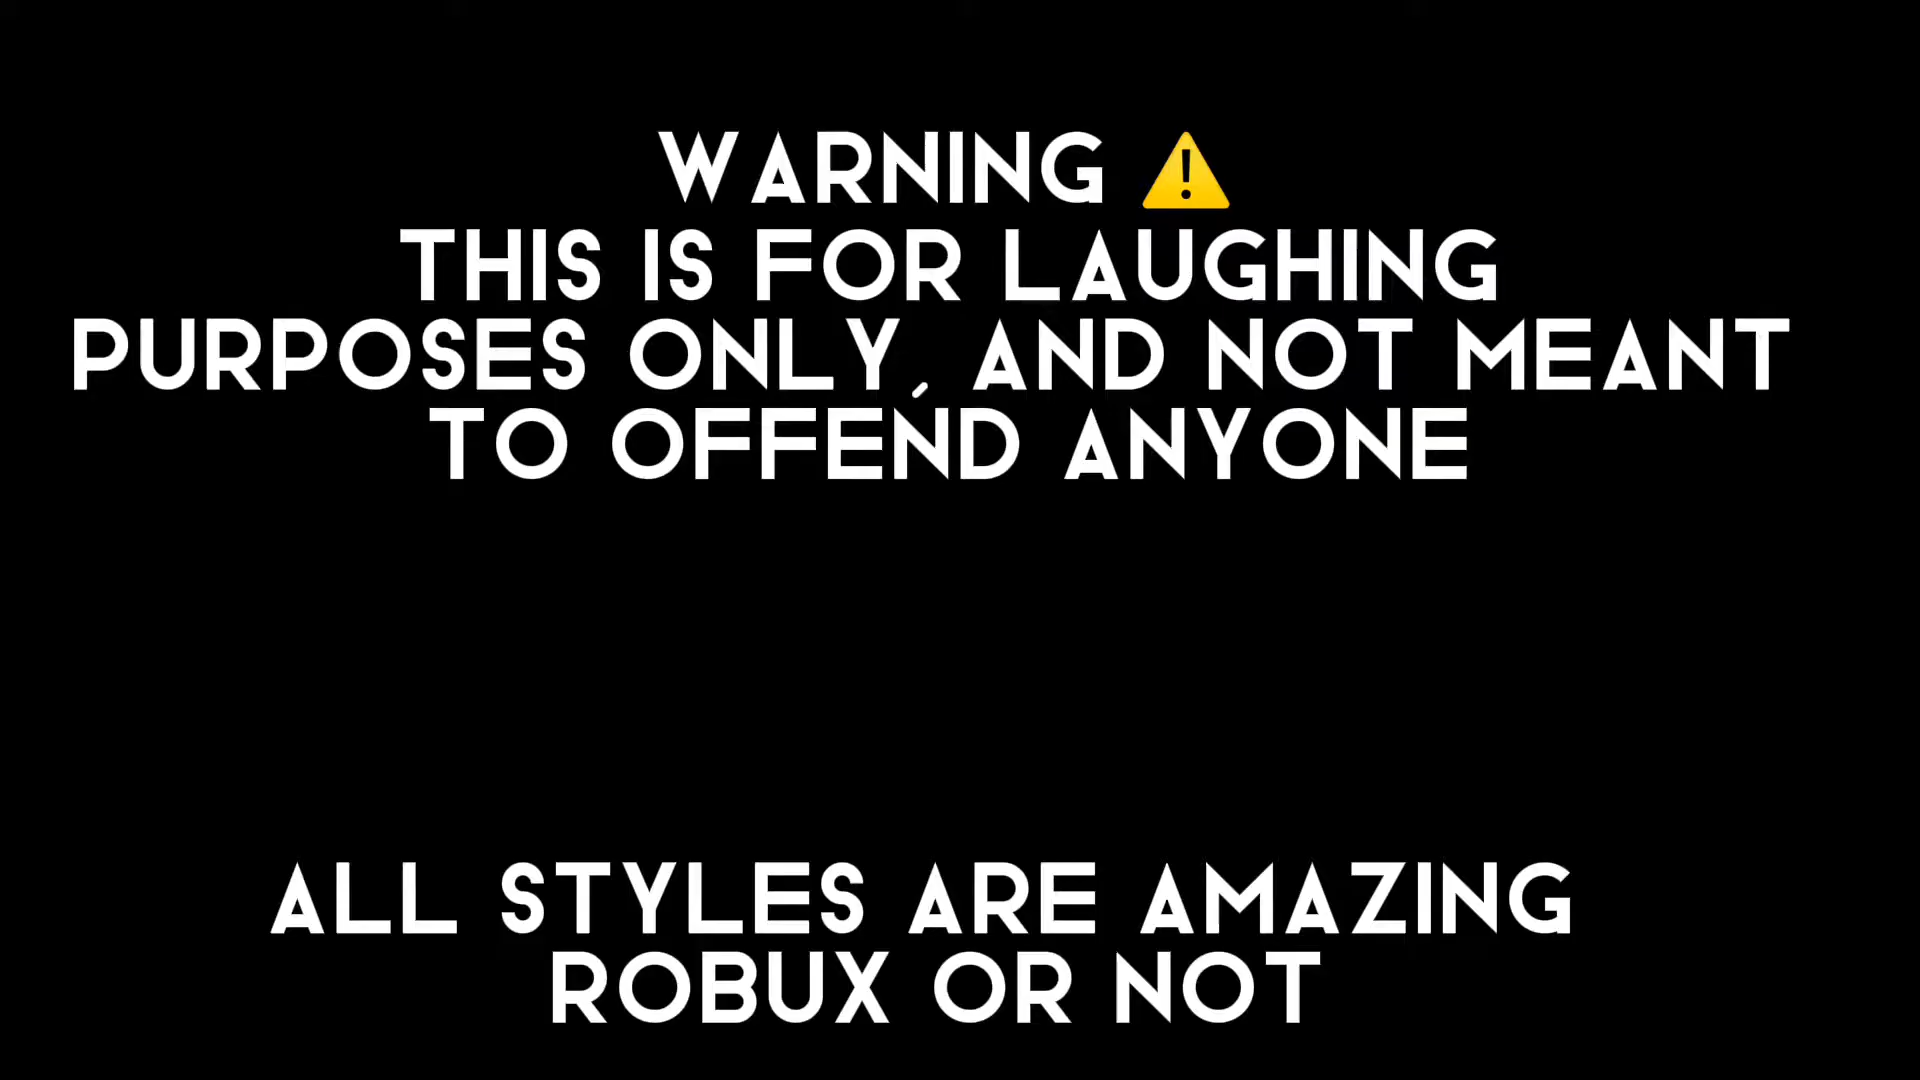 WARNING ⚠️
THIS IS FOR LAUGHING
PURPOSES ONLY, AND NOT MEANT
TO OFFEND ANYONE
ALL STYLES ARE AMAZING
ROBUX OR NOT